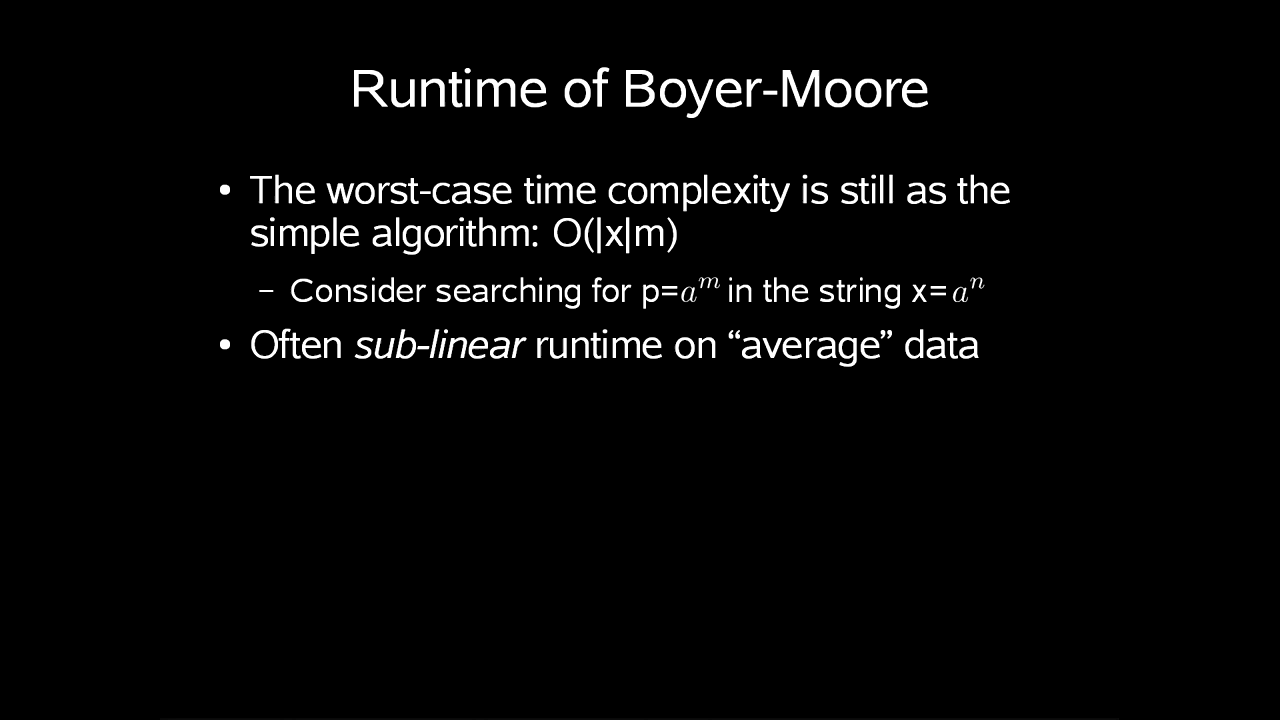 Runtime of Boyer-Moore
• The worst-case time complexity is still as the
simple algorithm: O(|x|m)
– Consider searching for p=a^m in the string x=a^n
• Often sub-linear runtime on “average” data